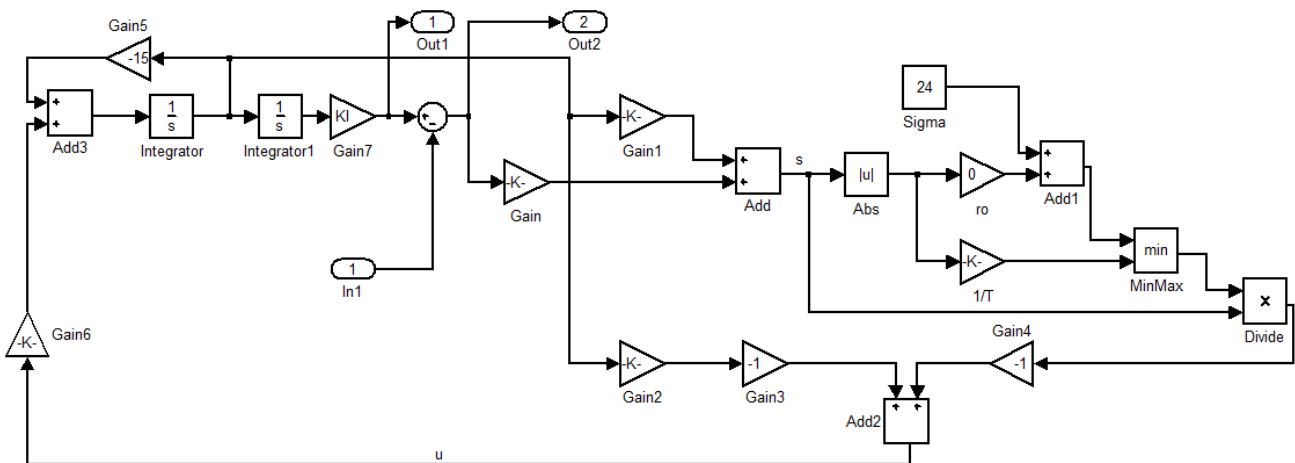 Gain5
-15
1
Out1
2
Out2
+
+
Add3
1
s
Integrator
1
s
Integrator1
KI
Gain7
+
-
-K-
Gain1
-K-
Gain
+
+
Add
s
|u|
Abs
24
Sigma
0
ro
+
+
Add1
-K-
1/T
min
MinMax
×
Divide
1
In1
-K-
Gain6
-K-
Gain2
-1
Gain3
Gain4
-1
Add2
+
+
u